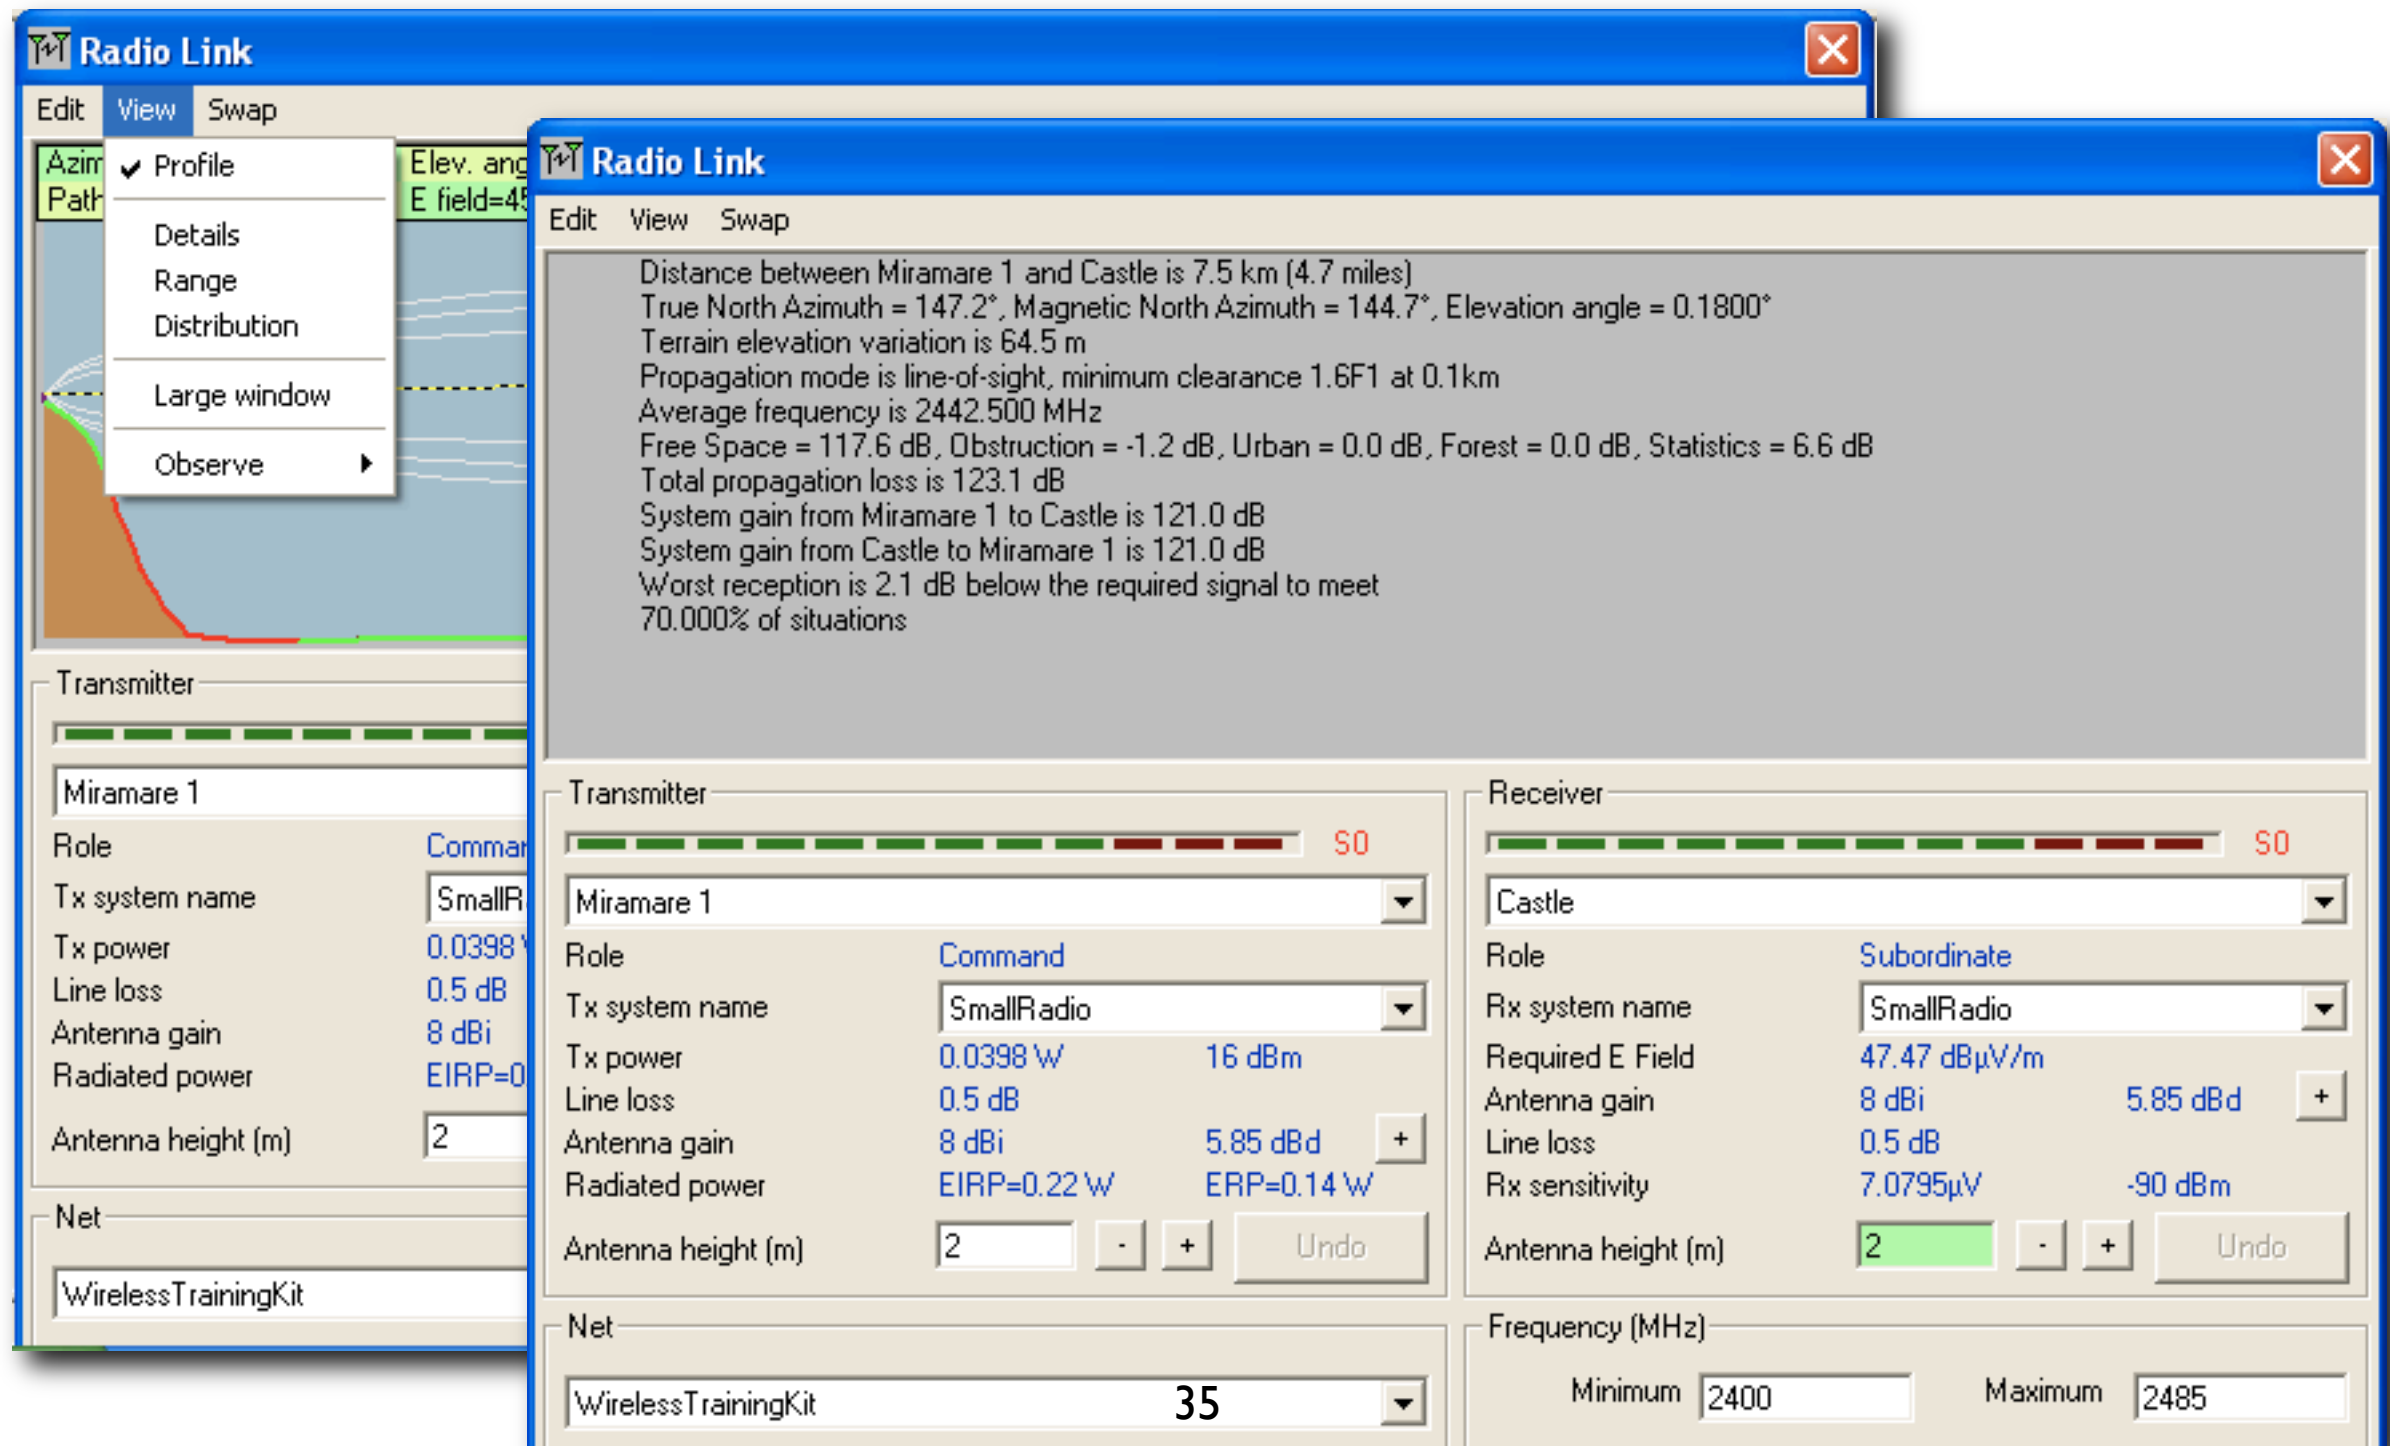 Radio Link
Edit View Swap
Azim
Path
Elev. ang
E field=45
Profile
Details
Range
Distribution
Large window
Observe
Transmitter
Miramare 1
Role
Tx system name
Tx power 0.0398
Line loss 0.5 dB
Antenna gain 8 dBi
Radiated power EIRP=0
Antenna height (m) 2
Net
WirelessTrainingKit
Radio Link
Edit View Swap
Distance between Miramare 1 and Castle is 7.5 km (4.7 miles)
True North Azimuth = 147.2°, Magnetic North Azimuth = 144.7°, Elevation angle = 0.1800°
Terrain elevation variation is 64.5 m
Propagation mode is line-of-sight, minimum clearance 1.6F1 at 0.1km
Average frequency is 2442.500 MHz
Free Space = 117.6 dB, Obstruction = -1.2 dB, Urban = 0.0 dB, Forest = 0.0 dB, Statistics = 6.6 dB
Total propagation loss is 123.1 dB
System gain from Miramare 1 to Castle is 121.0 dB
System gain from Castle to Miramare 1 is 121.0 dB
Worst reception is 2.1 dB below the required signal to meet
70.000% of situations
Transmitter
S0
Miramare 1
Role Command
Tx system name SmallRadio
Tx power 0.0398 W 16 dBm
Line loss 0.5 dB
Antenna gain 8 dBi 5.85 dBd +
Radiated power EIRP=0.22 W ERP=0.14 W
Antenna height (m) 2 - + Undo
Receiver
S0
Castle
Role Subordinate
Rx system name SmallRadio
Required E Field 47.47 dBµV/m
Antenna gain 8 dBi 5.85 dBd +
Line loss 0.5 dB
Rx sensitivity 7.0795µV -90 dBm
Antenna height (m) 2 - + Undo
Net
WirelessTrainingKit
Frequency (MHz)
Minimum 2400 Maximum 2485
35